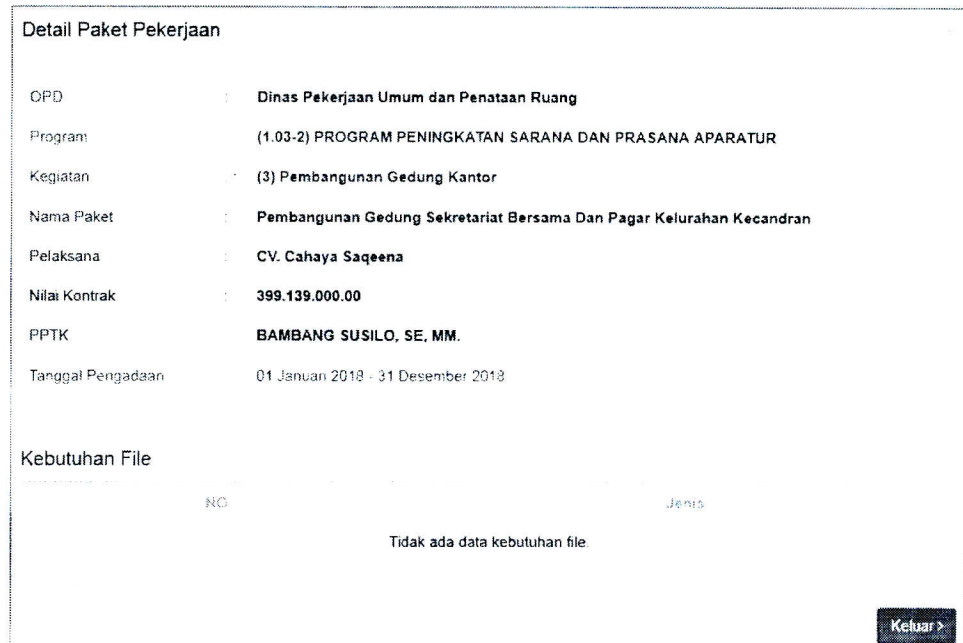 Detail Paket Pekerjaan
OPD : Dinas Pekerjaan Umum dan Penataan Ruang
Program (1.03-2) PROGRAM PENINGKATAN SARANA DAN PRASANA APARATUR
Kegiatan : (3) Pembangunan Gedung Kantor
Nama Paket : Pembangunan Gedung Sekretariat Bersama Dan Pagar Kelurahan Kecandran
Pelaksana : CV. Cahaya Saqeena
Nilai Kontrak : 399.139.000.00
PPTK BAMBANG SUSILO, SE, MM.
Tanggal Pengadaan 01 Januari 2018 - 31 Desember 2018
Kebutuhan File
NO Jenis
Tidak ada data kebutuhan file.
Keluar >